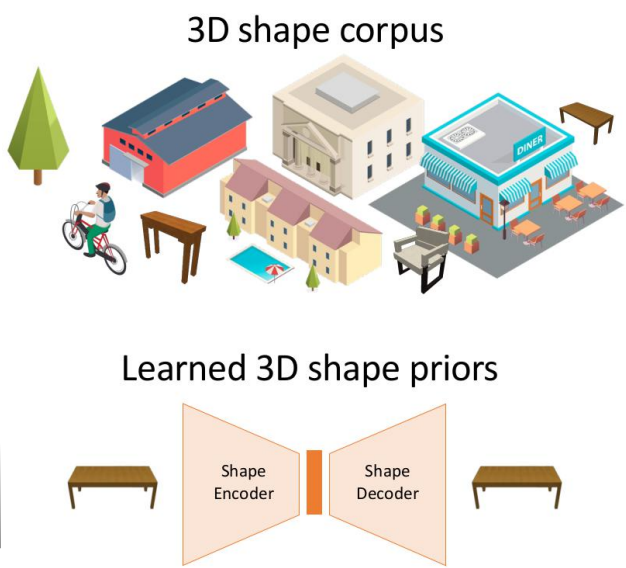 3D shape corpus
DINER
Learned 3D shape priors
Shape
Encoder
Shape
Decoder